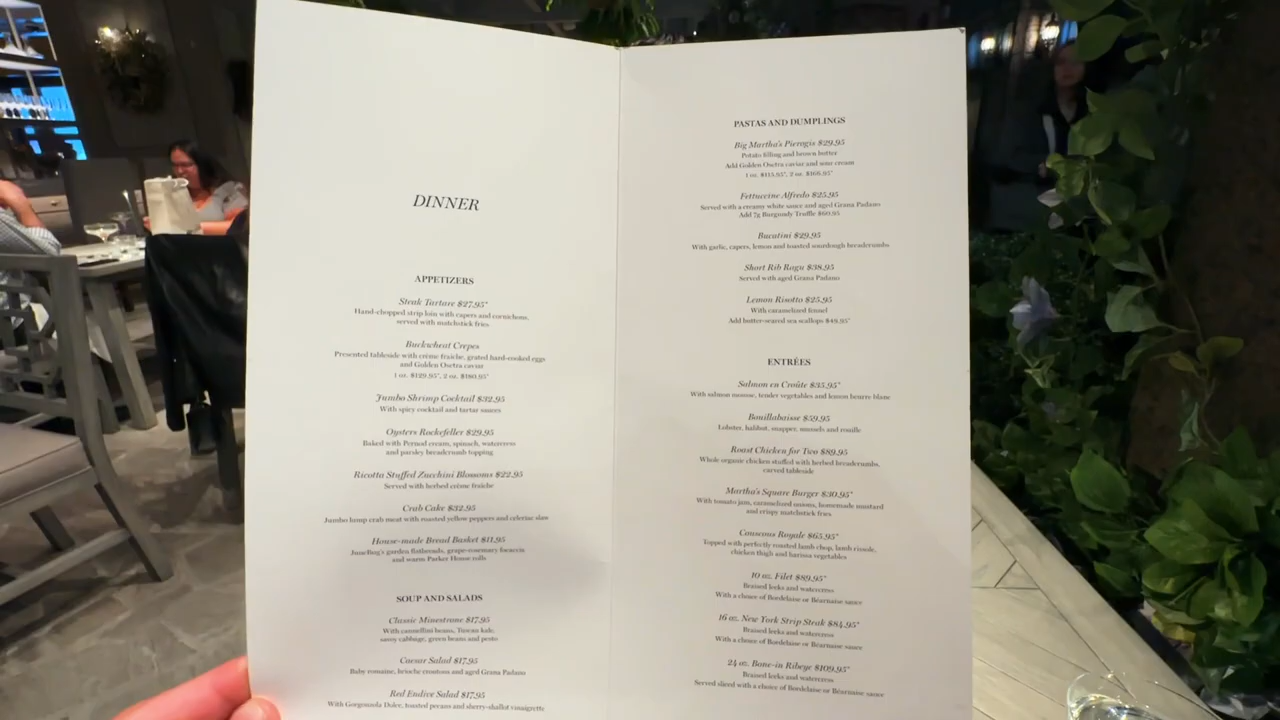 DINNER
APPETIZERS
Steak Tartare $27.95*
Hand-chopped strip loin with capers and cornichons,
served with matchstick fries
Buckwheat Crepes
Presented tableside with crème fraîche, grated hard-cooked eggs
and Golden Osetra caviar
1 oz. $129.95*, 2 oz. $180.95*
Jumbo Shrimp Cocktail $32.95
With spicy cocktail and tartar sauces
Oysters Rockefeller $29.95
Baked with Pernod cream, spinach, watercress
and parsley breadcrumb topping
Ricotta Stuffed Zucchini Blossoms $22.95
Served with herbed crème fraîche
Crab Cake $32.95
Jumbo lump crab meat with roasted yellow peppers and celeriac slaw
House-made Bread Basket $11.95
JuneBug's garden flatbreads, grape-rosemary focaccia
and warm Parker House rolls
SOUP AND SALADS
Classic Minestrone $17.95
With cannellini beans, Tuscan kale,
savoy cabbage, green beans and pesto
Caesar Salad $17.95
Baby romaine, brioche croutons and aged Grana Padano
Red Endive Salad $17.95
With Gorgonzola Dolce, toasted pecans and sherry-shallot vinaigrette
PASTAS AND DUMPLINGS
Big Martha's Pierogis $29.95
Potato filling and brown butter
Add Golden Osetra caviar and sour cream
1 oz. $115.95*, 2 oz. $166.95*
Fettuccine Alfredo $25.95
Served with a creamy white sauce and aged Grana Padano
Add 7g Burgundy Truffle $60.95
Bucatini $29.95
With garlic, capers, lemon and toasted sourdough breadcrumbs
Short Rib Ragu $38.95
Served with aged Grana Padano
Lemon Risotto $25.95
With caramelized fennel
Add butter-seared sea scallops $48.95*
ENTRÉES
Salmon en Croûte $35.95*
With salmon mousse, tender vegetables and lemon beurre blanc
Bouillabaisse $59.95
Lobster, halibut, snapper, mussels and rouille
Roast Chicken for Two $89.95
Whole organic chicken stuffed with herbed breadcrumbs,
carved tableside
Martha's Square Burger $30.95*
With tomato jam, caramelized onions, homemade mustard
and crispy matchstick fries
Couscous Royale $65.95*
Topped with perfectly roasted lamb chop, lamb rissole,
chicken thigh and harissa vegetables
10 oz. Filet $89.95*
Braised leeks and watercress
With a choice of Bordelaise or Béarnaise sauce
16 oz. New York Strip Steak $84.95*
Braised leeks and watercress
With a choice of Bordelaise or Béarnaise sauce
24 oz. Bone-in Ribeye $109.95*
Braised leeks and watercress
Served sliced with a choice of Bordelaise or Béarnaise sauce